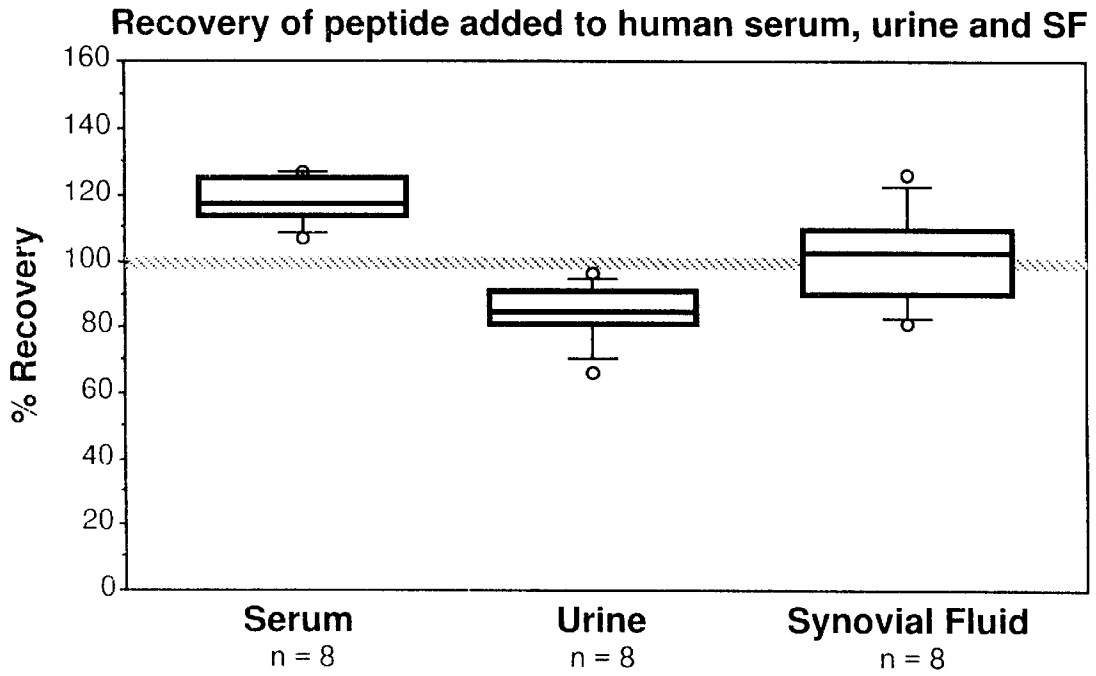 Recovery of peptide added to human serum, urine and SF
160
140
120
100
80
60
40
20
0
% Recovery
Serum
Urine
Synovial Fluid
n = 8
n = 8
n = 8